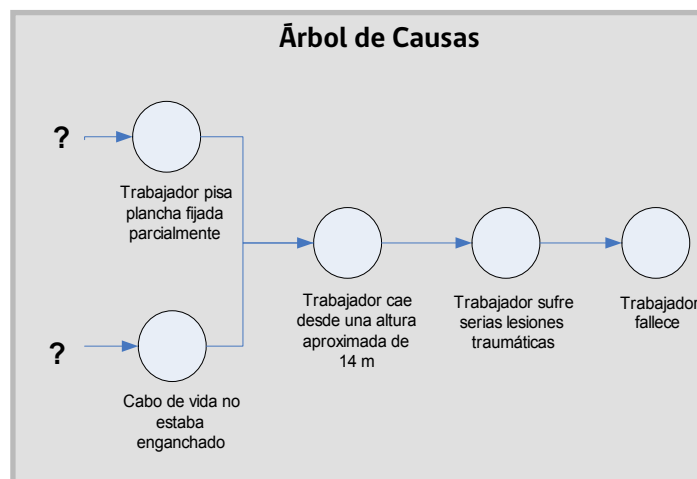 Árbol de Causas
?
Trabajador pisa
plancha fijada
parcialmente
Trabajador cae
desde una altura
aproximada de
14 m
Trabajador sufre
serias lesiones
traumáticas
Trabajador
fallece
?
Cabo de vida no
estaba
enganchado